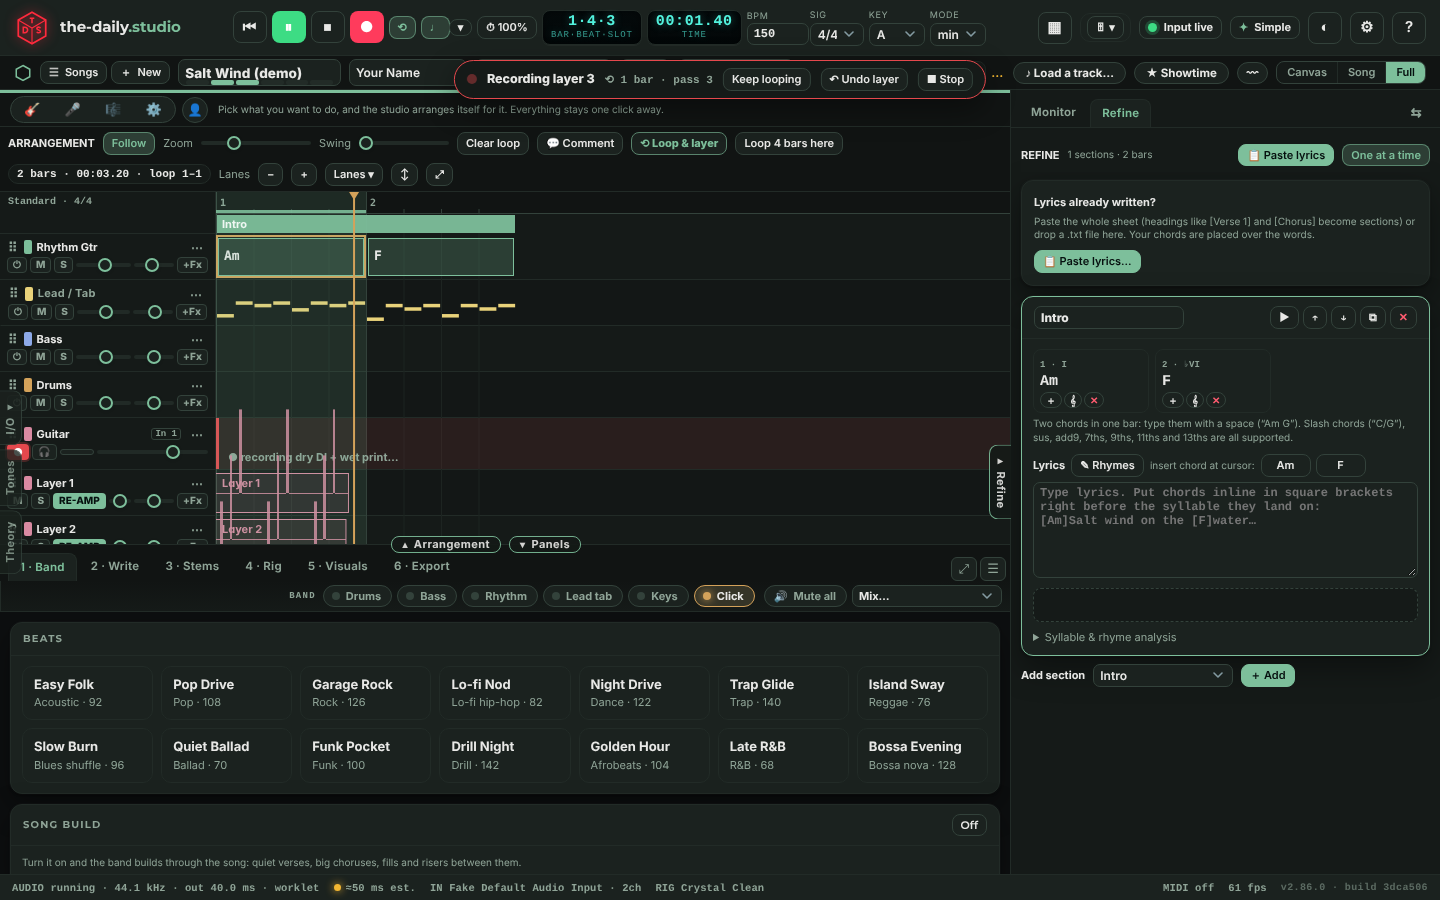 the-daily.studio
100%
1·4·3
BAR·BEAT·SLOT
00:01.40
TIME
BPM
150
SIG
4/4
KEY
A
MODE
min
Input live
Simple
?
Songs
+ New
Salt Wind (demo)
Your Name
Recording layer 3
1 bar · pass 3
Keep looping
Undo layer
Stop
...
Load a track...
Showtime
Canvas
Song
Full
Pick what you want to do, and the studio arranges itself for it. Everything stays one click away.
ARRANGEMENT
Follow
Zoom
Swing
Clear loop
Comment
Loop & layer
Loop 4 bars here
2 bars · 00:03.20 · loop 1–1
Lanes
−
+
Lanes
Standard · 4/4
1
2
Intro
Rhythm Gtr
M
S
+Fx
Am
F
Lead / Tab
M
S
+Fx
Bass
M
S
+Fx
Drums
+Fx
M
S
I/O
Guitar
In 1
recording dry DI + wet print...
Tones
Layer 1
M
S
RE-AMP
+Fx
Layer 1
Layer 2
Layer 2
Theory
Refine
Arrangement
Panels
1 · Band
2 · Write
3 · Stems
4 · Rig
5 · Visuals
6 · Export
BAND
Drums
Bass
Rhythm
Lead tab
Keys
Click
Mute all
Mix...
BEATS
Easy Folk
Acoustic · 92
Pop Drive
Pop · 108
Garage Rock
Rock · 126
Lo-fi Nod
Lo-fi hip-hop · 82
Night Drive
Dance · 122
Trap Glide
Trap · 140
Island Sway
Reggae · 76
Slow Burn
Blues shuffle · 96
Quiet Ballad
Ballad · 70
Funk Pocket
Funk · 100
Drill Night
Drill · 142
Golden Hour
Afrobeats · 104
Late R&B
R&B · 68
Bossa Evening
Bossa nova · 128
SONG BUILD
Off
Turn it on and the band builds through the song: quiet verses, big choruses, fills and risers between them.
Monitor
Refine
REFINE
1 sections · 2 bars
Paste lyrics
One at a time
Lyrics already written?
Paste the whole sheet (headings like [Verse 1] and [Chorus] become sections) or
drop a .txt file here. Your chords are placed over the words.
Paste lyrics...
Intro
1 · I
Am
+
2 · ♭VI
F
+
Two chords in one bar: type them with a space (“Am G”). Slash chords (“C/G”),
sus, add9, 7ths, 9ths, 11ths and 13ths are all supported.
Lyrics
Rhymes
insert chord at cursor:
Am
F
Type lyrics. Put chords inline in square brackets
right before the syllable they land on:
[Am]Salt wind on the [F]water…
Syllable & rhyme analysis
Add section
Intro
+ Add
AUDIO running · 44.1 kHz · out 40.0 ms · worklet
≈50 ms est.
IN Fake Default Audio Input · 2ch
RIG Crystal Clean
MIDI off
61 fps
v2.86.0 · build 3dca506